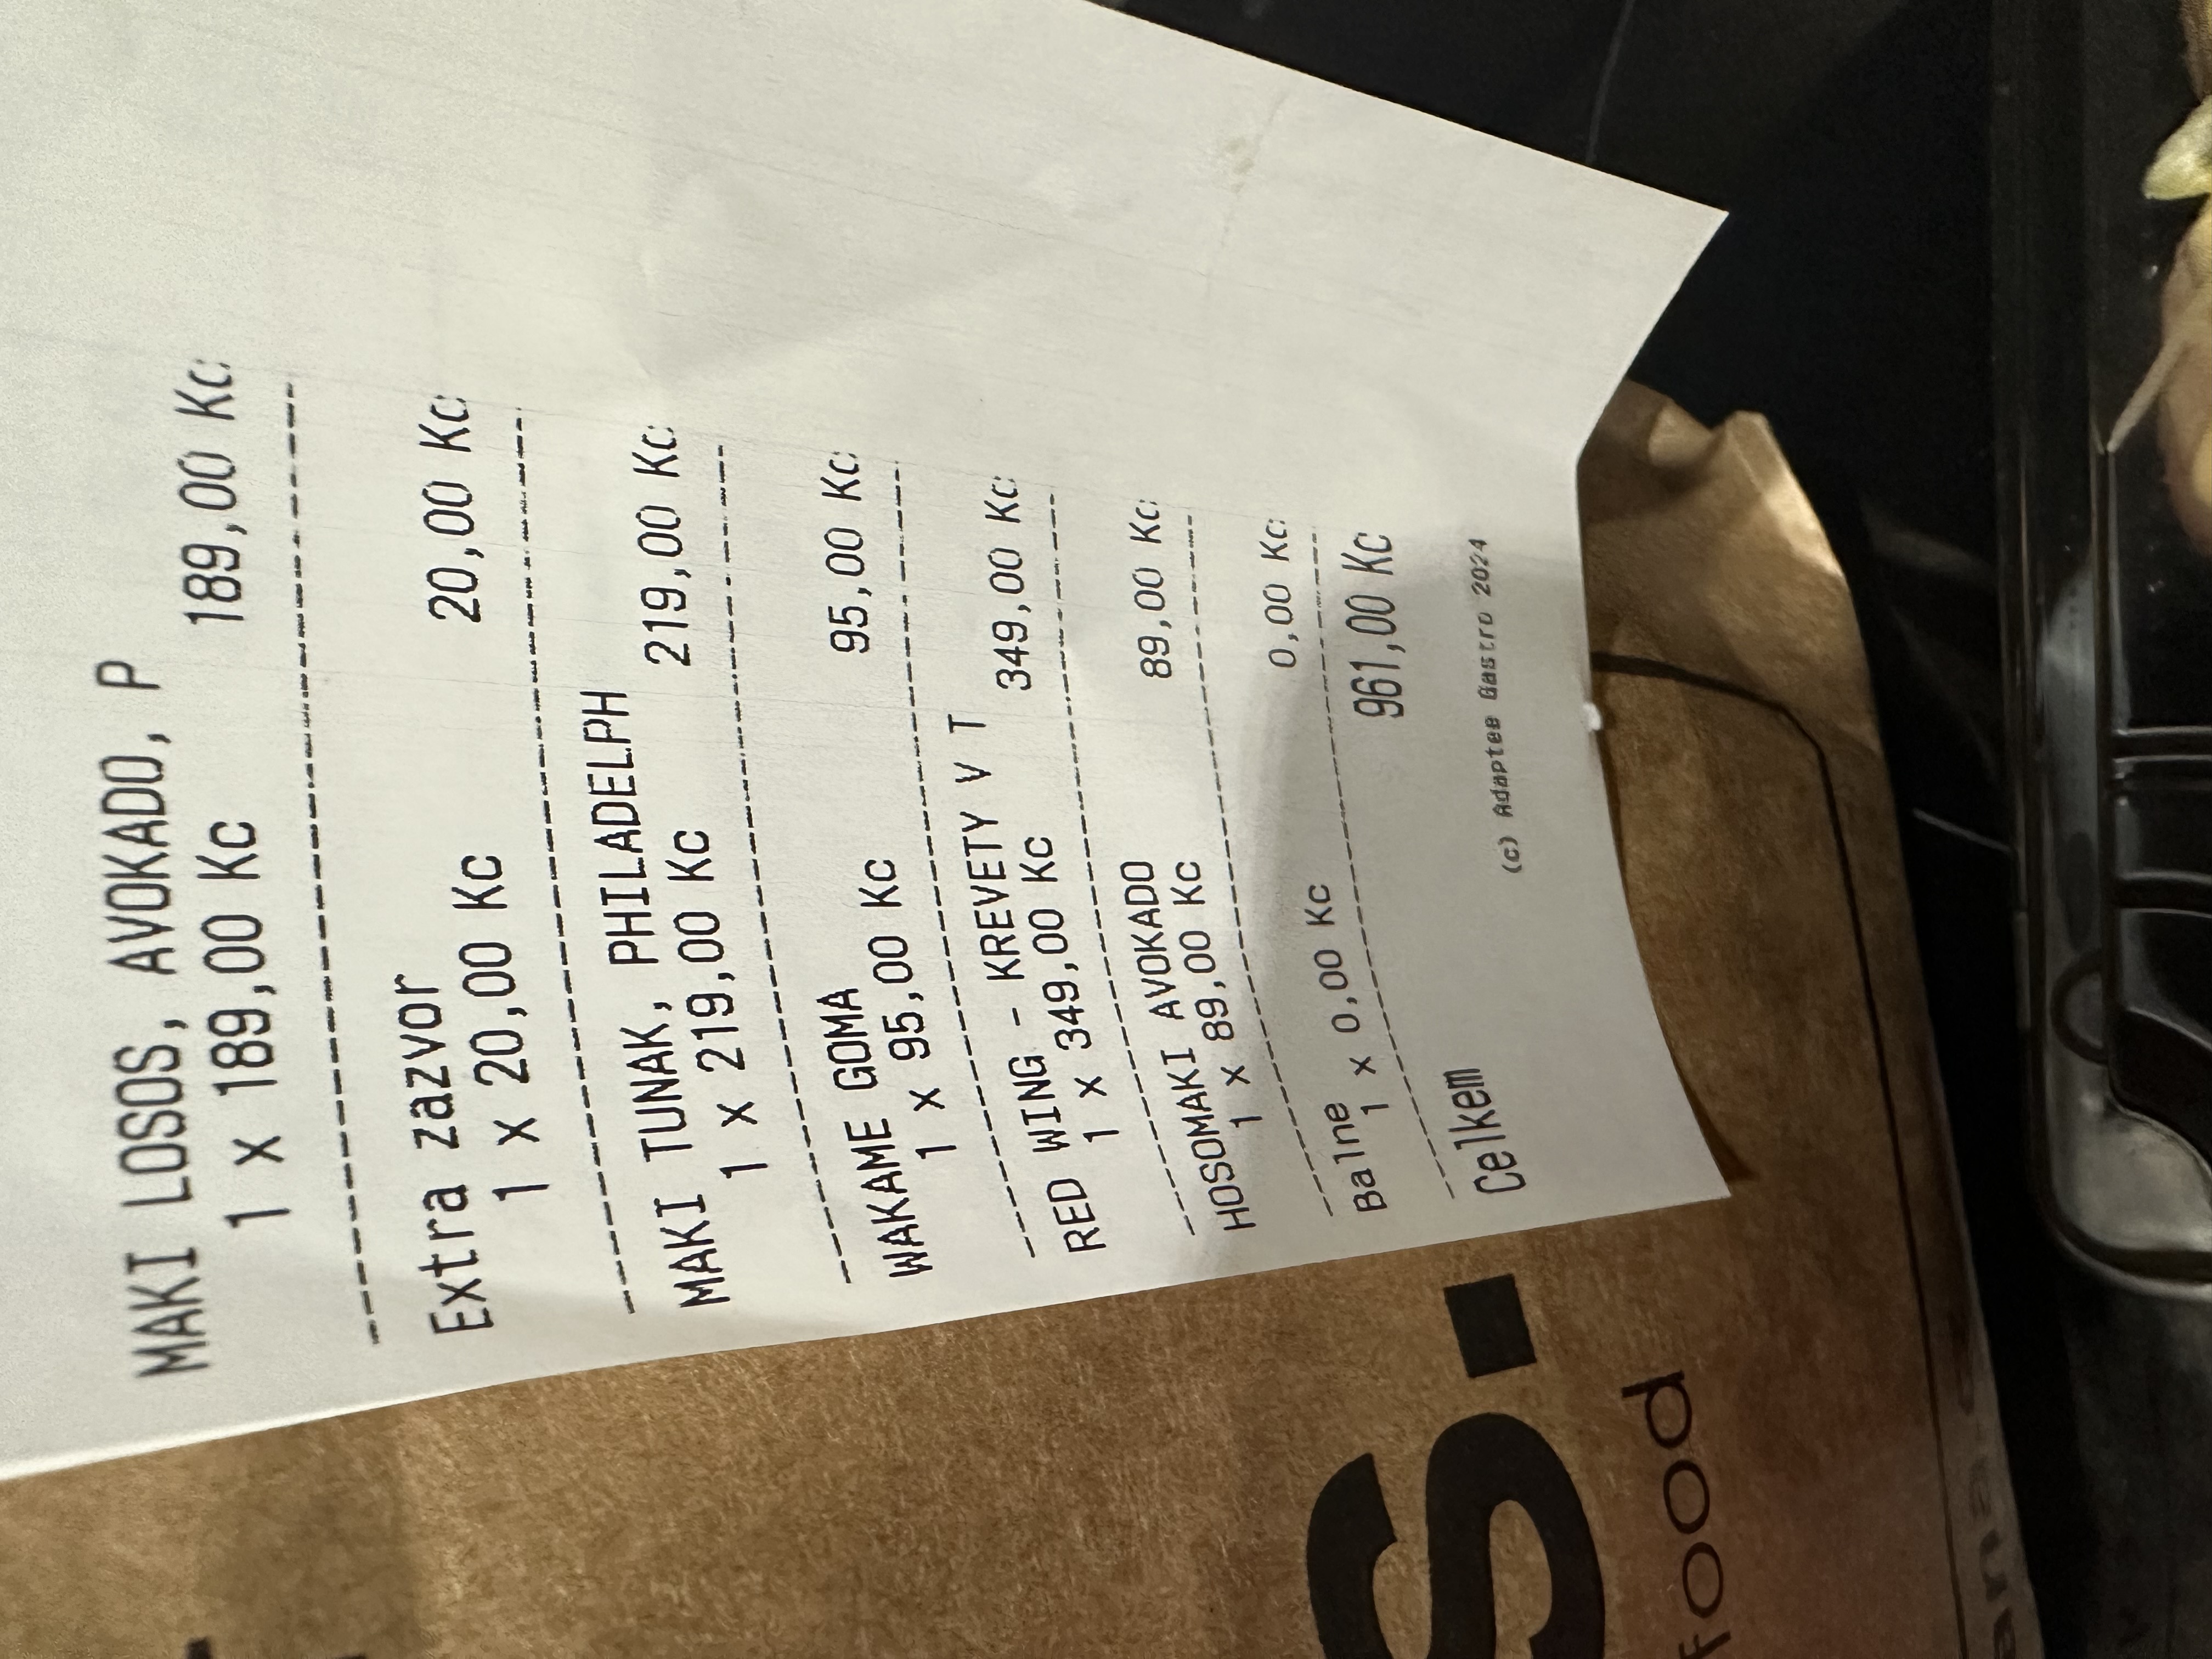 MAKI LOSOS, AVOKADO, P
1 x 189,00 Kc 189,00 Kc
Extra zazvor
1 x 20,00 Kc 20,00 Kc
MAKI TUNAK, PHILADELPH
1 x 219,00 Kc 219,00 Kc
WAKAME GOMA
1 x 95,00 Kc 95,00 Kc
RED WING - KREVETY V T
1 x 349,00 Kc 349,00 Kc
HOSOMAKI AVOKADO
1 x 89,00 Kc 89,00 Kc
Balne
1 x 0,00 Kc 0,00 Kc
Celkem 961,00 Kc
(c) Adaptee Gastro 2024
S.
food